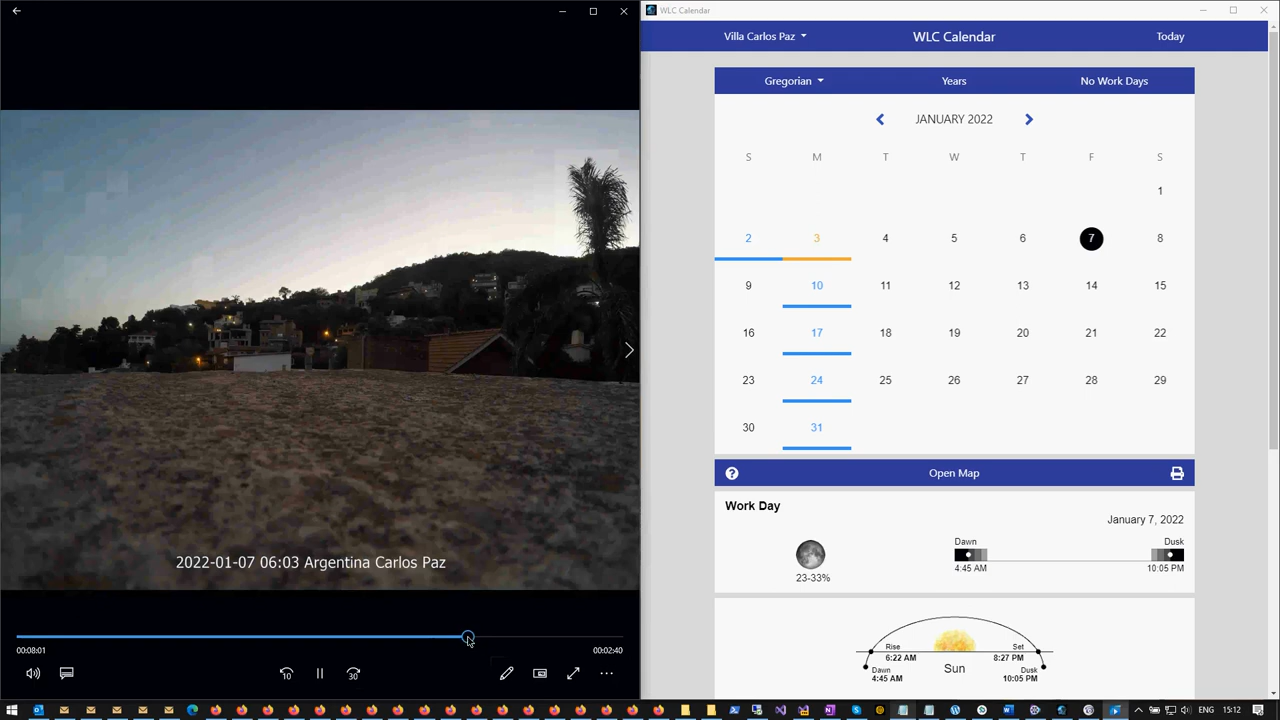 2022-01-07 06:03 Argentina Carlos Paz
00:08:01
00:02:40
10
30
WLC Calendar
Villa Carlos Paz
WLC Calendar
Today
Gregorian
Years
No Work Days
JANUARY 2022
S M T W T F S
1
2 3 4 5 6 7 8
9 10 11 12 13 14 15
16 17 18 19 20 21 22
23 24 25 26 27 28 29
30 31
?
Open Map
Work Day
January 7, 2022
23-33%
Dawn
4:45 AM
Dusk
10:05 PM
Rise
6:22 AM
Set
8:27 PM
Sun
Dawn
4:45 AM
Dusk
10:05 PM
ENG 15:12